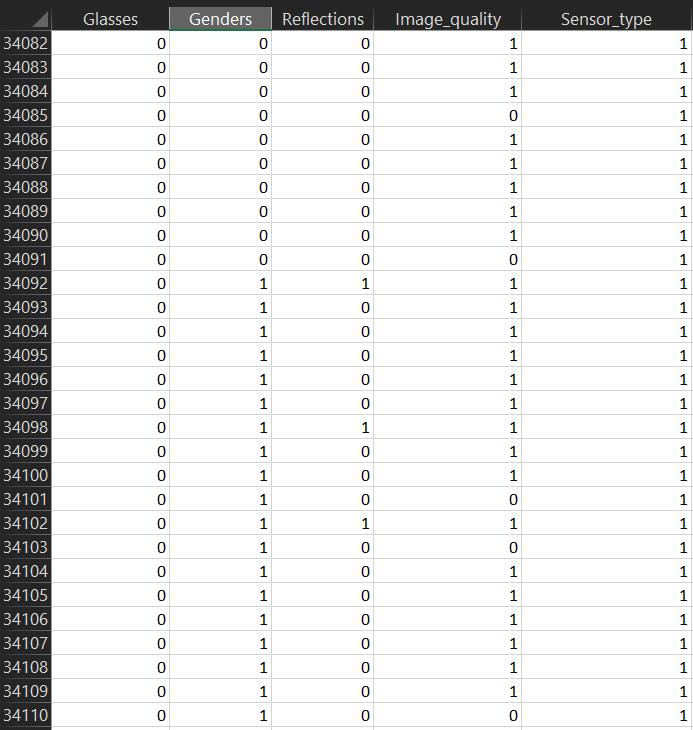 Glasses Genders Reflections Image_quality Sensor_type
34082 0 0 0 1 1
34083 0 0 0 1 1
34084 0 0 0 1 1
34085 0 0 0 0 1
34086 0 0 0 1 1
34087 0 0 0 1 1
34088 0 0 0 1 1
34089 0 0 0 1 1
34090 0 0 0 1 1
34091 0 0 0 0 1
34092 0 1 1 1 1
34093 0 1 0 1 1
34094 0 1 0 1 1
34095 0 1 0 1 1
34096 0 1 0 1 1
34097 0 1 0 1 1
34098 0 1 1 1 1
34099 0 1 0 1 1
34100 0 1 0 1 1
34101 0 1 0 0 1
34102 0 1 1 1 1
34103 0 1 0 0 1
34104 0 1 0 1 1
34105 0 1 0 1 1
34106 0 1 0 1 1
34107 0 1 0 1 1
34108 0 1 0 1 1
34109 0 1 0 1 1
34110 0 1 0 0 1